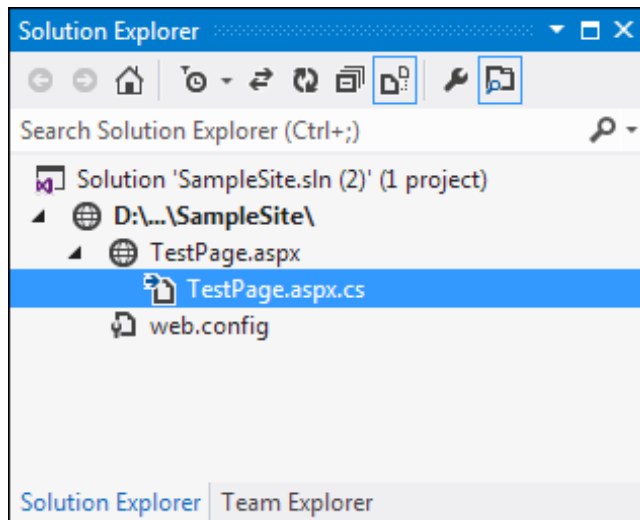 Solution Explorer
Search Solution Explorer (Ctrl+;)
Solution 'SampleSite.sln (2)' (1 project)
D:\...\SampleSite\
TestPage.aspx
TestPage.aspx.cs
web.config
Solution Explorer Team Explorer